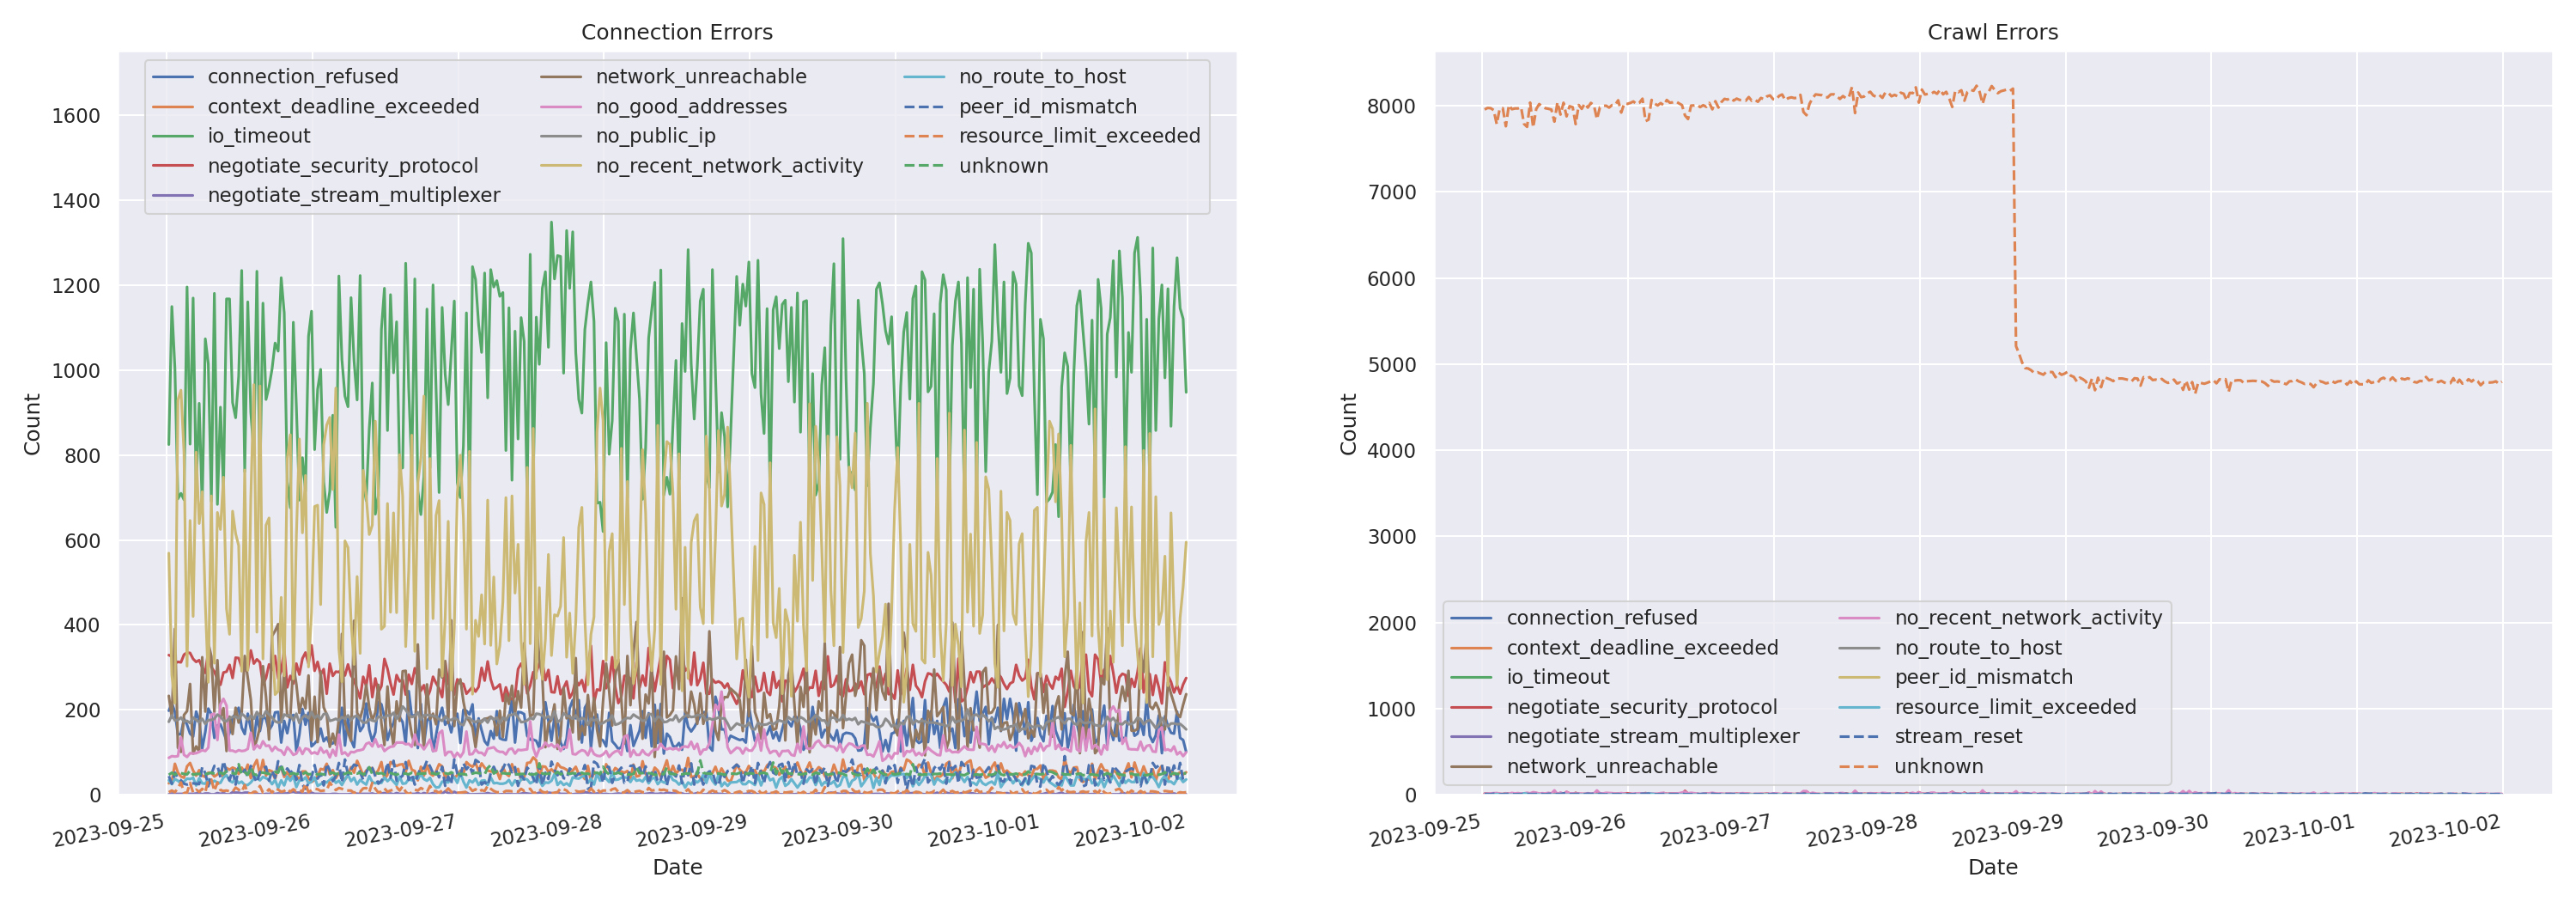 Connection Errors
connection_refused
context_deadline_exceeded
io_timeout
negotiate_security_protocol
negotiate_stream_multiplexer
network_unreachable
no_good_addresses
no_public_ip
no_recent_network_activity
no_route_to_host
peer_id_mismatch
resource_limit_exceeded
unknown
1600
1400
1200
1000
800
600
400
200
0
Count
2023-09-25
2023-09-26
2023-09-27
2023-09-28
2023-09-29
2023-09-30
2023-10-01
2023-10-02
Date
Crawl Errors
8000
7000
6000
5000
4000
3000
2000
1000
0
Count
connection_refused
context_deadline_exceeded
io_timeout
negotiate_security_protocol
negotiate_stream_multiplexer
network_unreachable
no_recent_network_activity
no_route_to_host
peer_id_mismatch
resource_limit_exceeded
stream_reset
unknown
2023-09-25
2023-09-26
2023-09-27
2023-09-28
2023-09-29
2023-09-30
2023-10-01
2023-10-02
Date